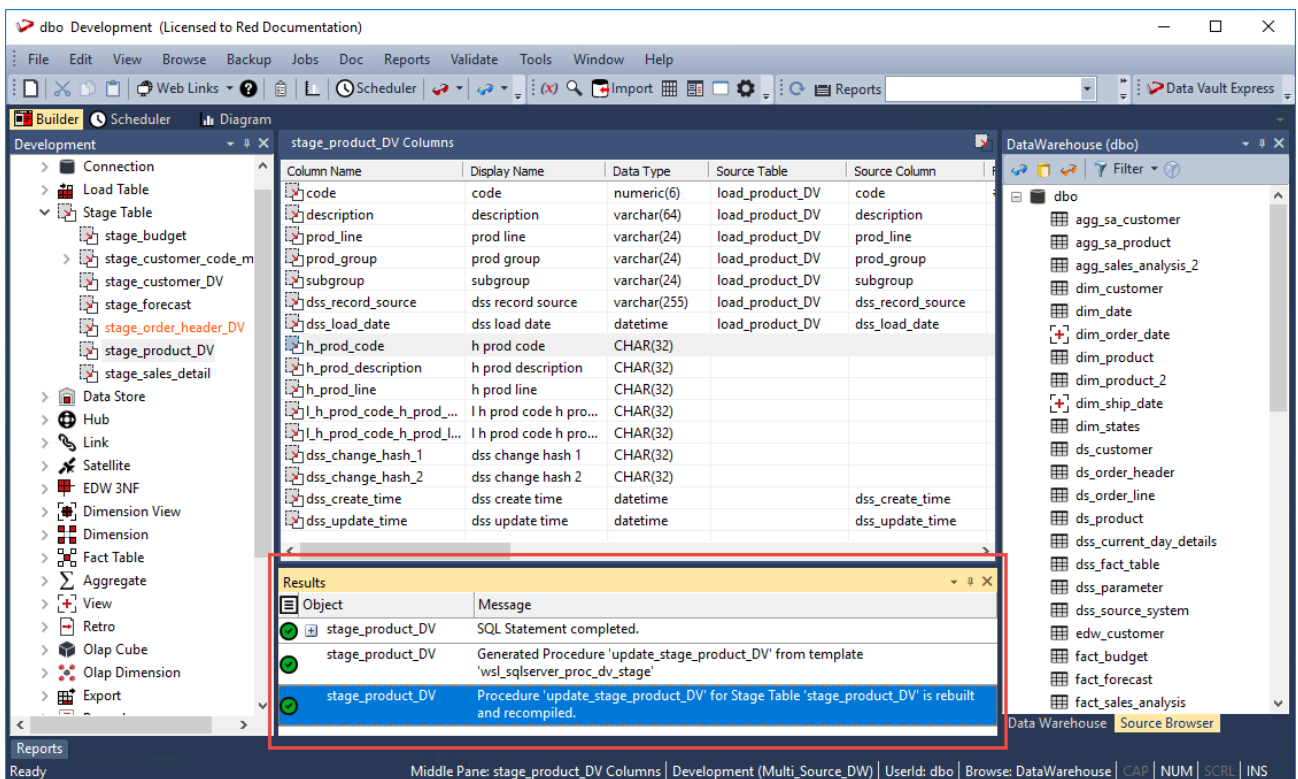 dbo Development (Licensed to Red Documentation)
File Edit View Browse Backup Jobs Doc Reports Validate Tools Window Help
Web Links Scheduler (x) Import Reports Data Vault Express
Builder Scheduler Diagram
Development
Connection
Load Table
Stage Table
stage_budget
stage_customer_code_m
stage_customer_DV
stage_forecast
stage_order_header_DV
stage_product_DV
stage_sales_detail
Data Store
Hub
Link
Satellite
EDW 3NF
Dimension View
Dimension
Fact Table
Aggregate
View
Retro
Olap Cube
Olap Dimension
Export
stage_product_DV Columns
Column Name Display Name Data Type Source Table Source Column
code code numeric(6) load_product_DV code
description description varchar(64) load_product_DV description
prod_line prod line varchar(24) load_product_DV prod_line
prod_group prod group varchar(24) load_product_DV prod_group
subgroup subgroup varchar(24) load_product_DV subgroup
dss_record_source dss record source varchar(255) load_product_DV dss_record_source
dss_load_date dss load date datetime load_product_DV dss_load_date
h_prod_code h prod code CHAR(32)
h_prod_description h prod description CHAR(32)
h_prod_line h prod line CHAR(32)
l_h_prod_code_h_prod_... l h prod code h pro... CHAR(32)
l_h_prod_code_h_prod_l... l h prod code h pro... CHAR(32)
dss_change_hash_1 dss change hash 1 CHAR(32)
dss_change_hash_2 dss change hash 2 CHAR(32)
dss_create_time dss create time datetime dss_create_time
dss_update_time dss update time datetime dss_update_time
Results
Object Message
stage_product_DV SQL Statement completed.
stage_product_DV Generated Procedure 'update_stage_product_DV' from template
'wsl_sqlserver_proc_dv_stage'
stage_product_DV Procedure 'update_stage_product_DV' for Stage Table 'stage_product_DV' is rebuilt
and recompiled.
DataWarehouse (dbo)
Filter
dbo
agg_sa_customer
agg_sa_product
agg_sales_analysis_2
dim_customer
dim_date
dim_order_date
dim_product
dim_product_2
dim_ship_date
dim_states
ds_customer
ds_order_header
ds_order_line
ds_product
dss_current_day_details
dss_fact_table
dss_parameter
dss_source_system
edw_customer
fact_budget
fact_forecast
fact_sales_analysis
Data Warehouse Source Browser
Reports
Ready Middle Pane: stage_product_DV Columns Development (Multi_Source_DW) UserId: dbo Browse: DataWarehouse CAP NUM SCRL INS